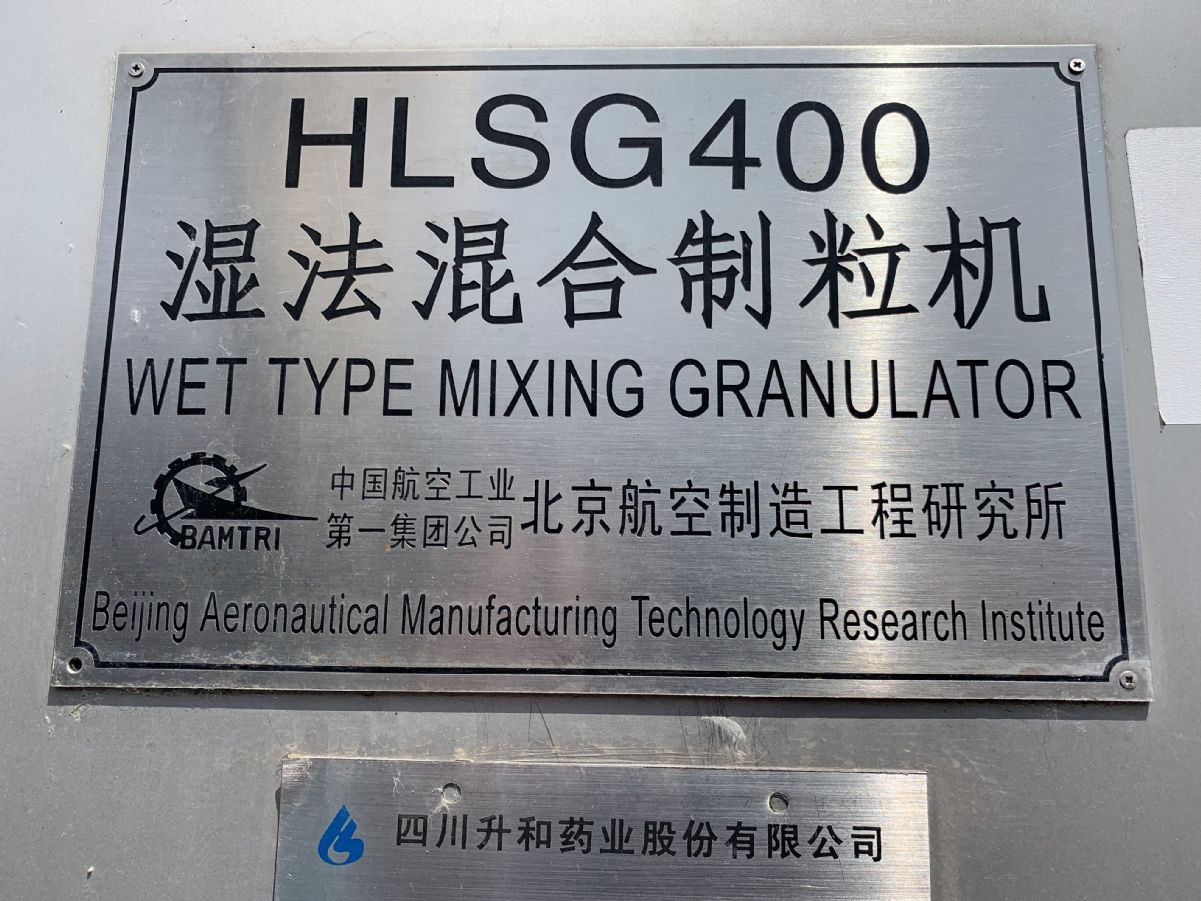 HLSG400
湿法混合制粒机
WET TYPE MIXING GRANULATOR
BAMTRI
中国航空工业
第一集团公司
北京航空制造工程研究所
Beijing Aeronautical Manufacturing Technology Research Institute
四川升和药业股份有限公司